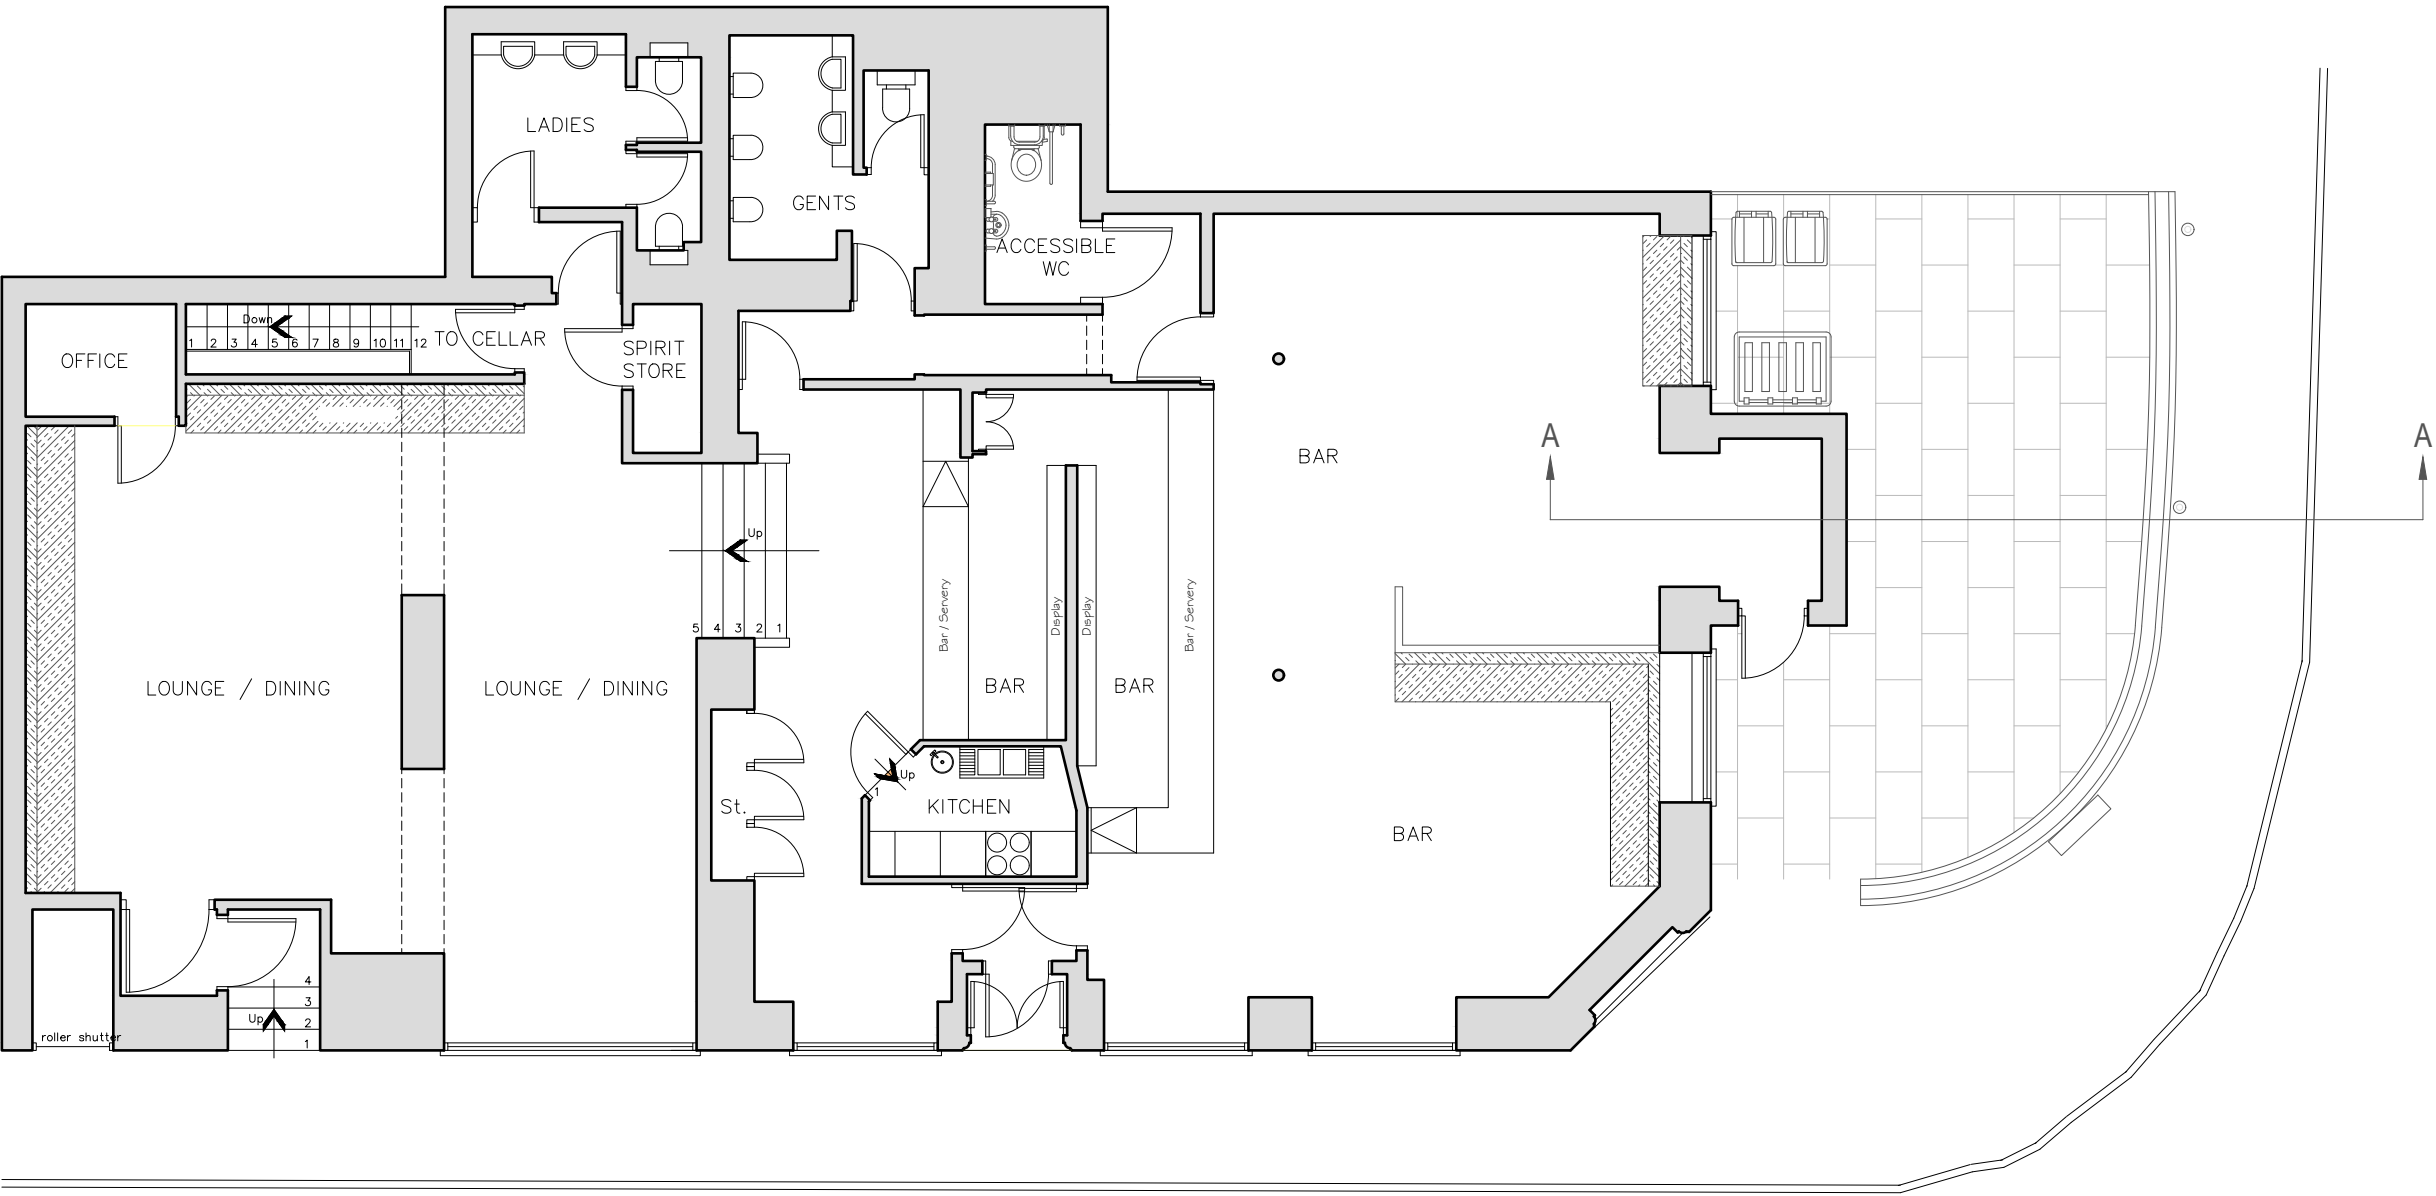 LADIES
GENTS
ACCESSIBLE
WC
Down
1 2 3 4 5 6 7 8 9 10 11 12
TO CELLAR
SPIRIT
STORE
OFFICE
A
A
BAR
Up
5 4 3 2 1
Bar / Servery
Display
Display
Bar / Servery
LOUNGE / DINING
LOUNGE / DINING
BAR
BAR
Up
1
St.
KITCHEN
BAR
4
3
Up
2
1
roller shutter